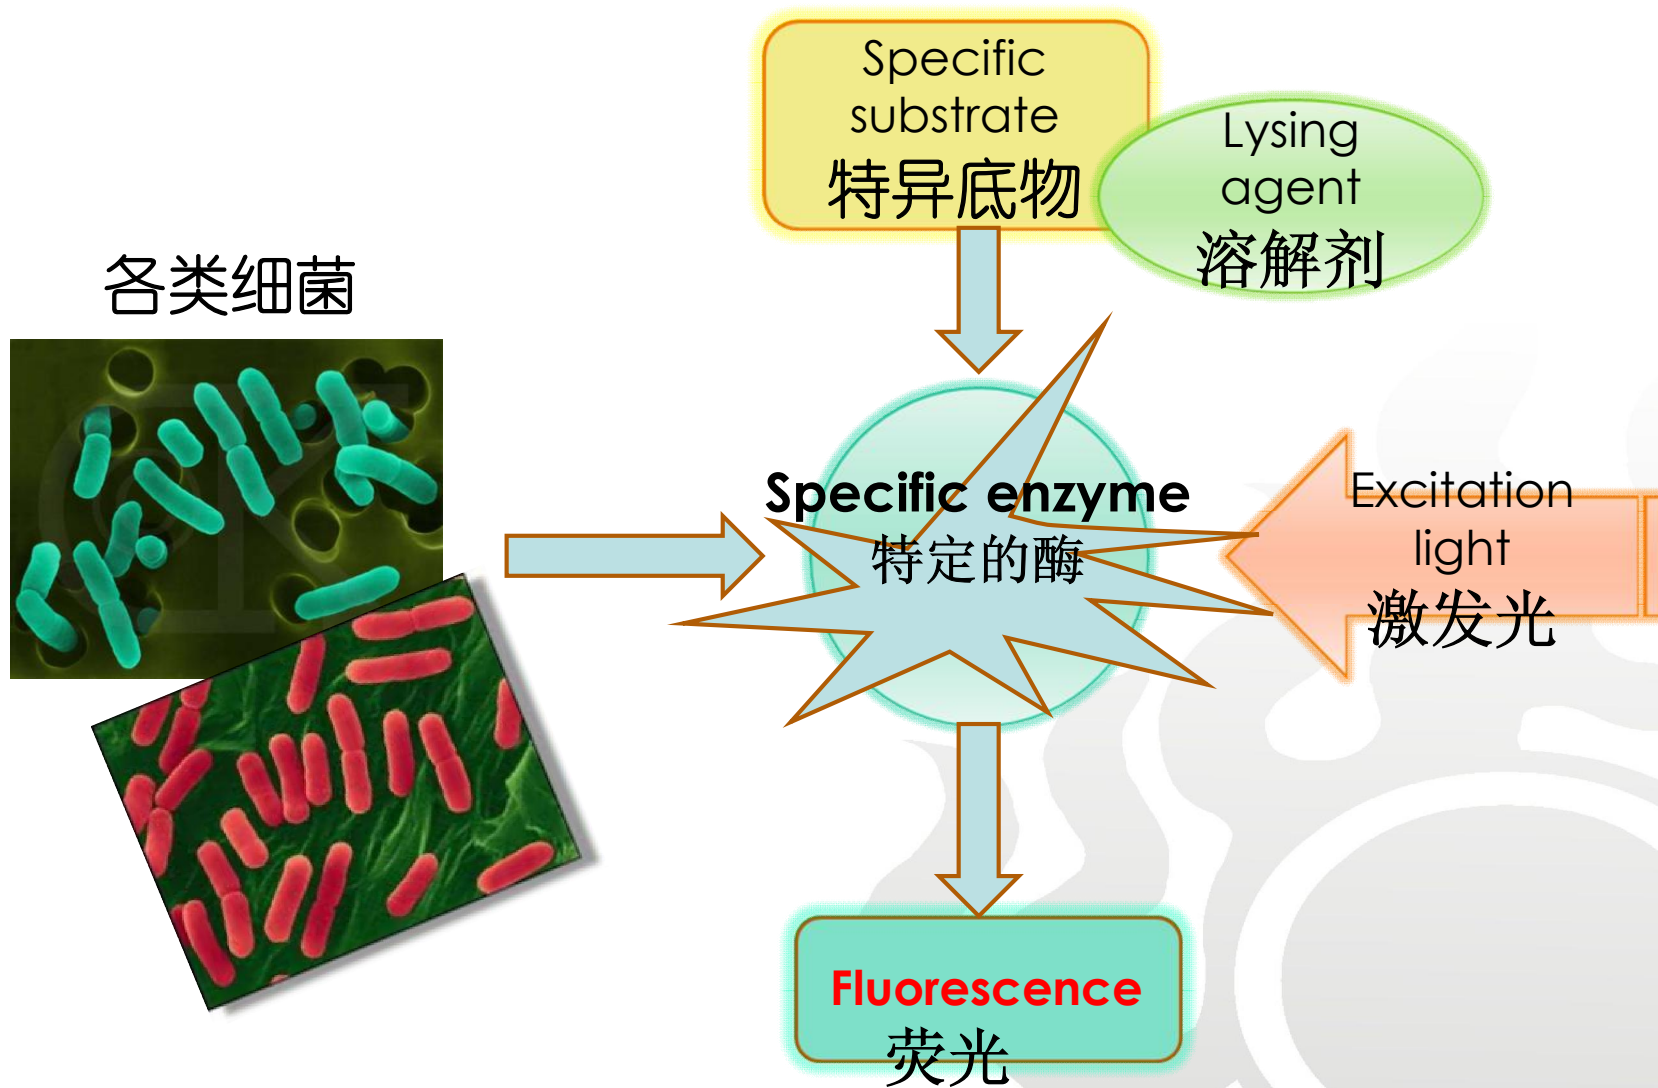 Specific
substrate
特异底物
Lysing
agent
溶解剂
各类细菌
Specific enzyme
特定的酶
Excitation
light
激发光
Fluorescence
荧光